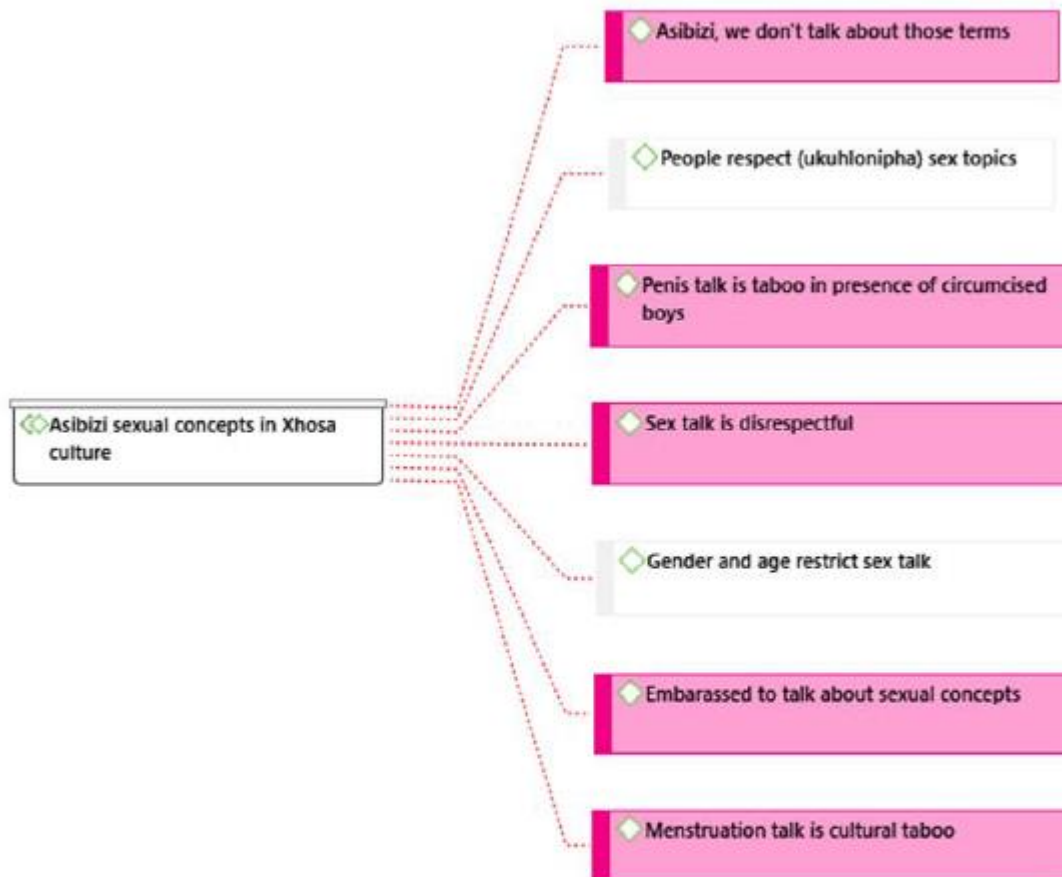 Asibizi, we don't talk about those terms
People respect (ukuhlonipha) sex topics
Penis talk is taboo in presence of circumcised
boys
Asibizi sexual concepts in Xhosa
culture
Sex talk is disrespectful
Gender and age restrict sex talk
Embarassed to talk about sexual concepts
Menstruation talk is cultural taboo